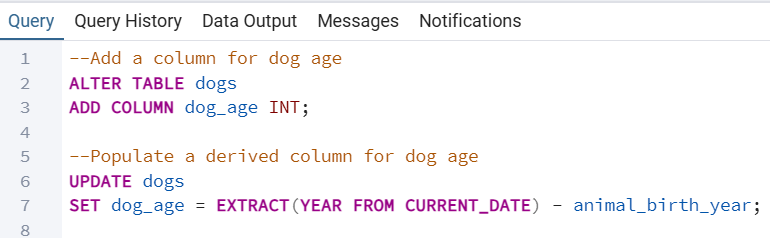 Query Query History Data Output Messages Notifications
1 --Add a column for dog age
2 ALTER TABLE dogs
3 ADD COLUMN dog_age INT;
4
5 --Populate a derived column for dog age
6 UPDATE dogs
7 SET dog_age = EXTRACT(YEAR FROM CURRENT_DATE) - animal_birth_year;
8